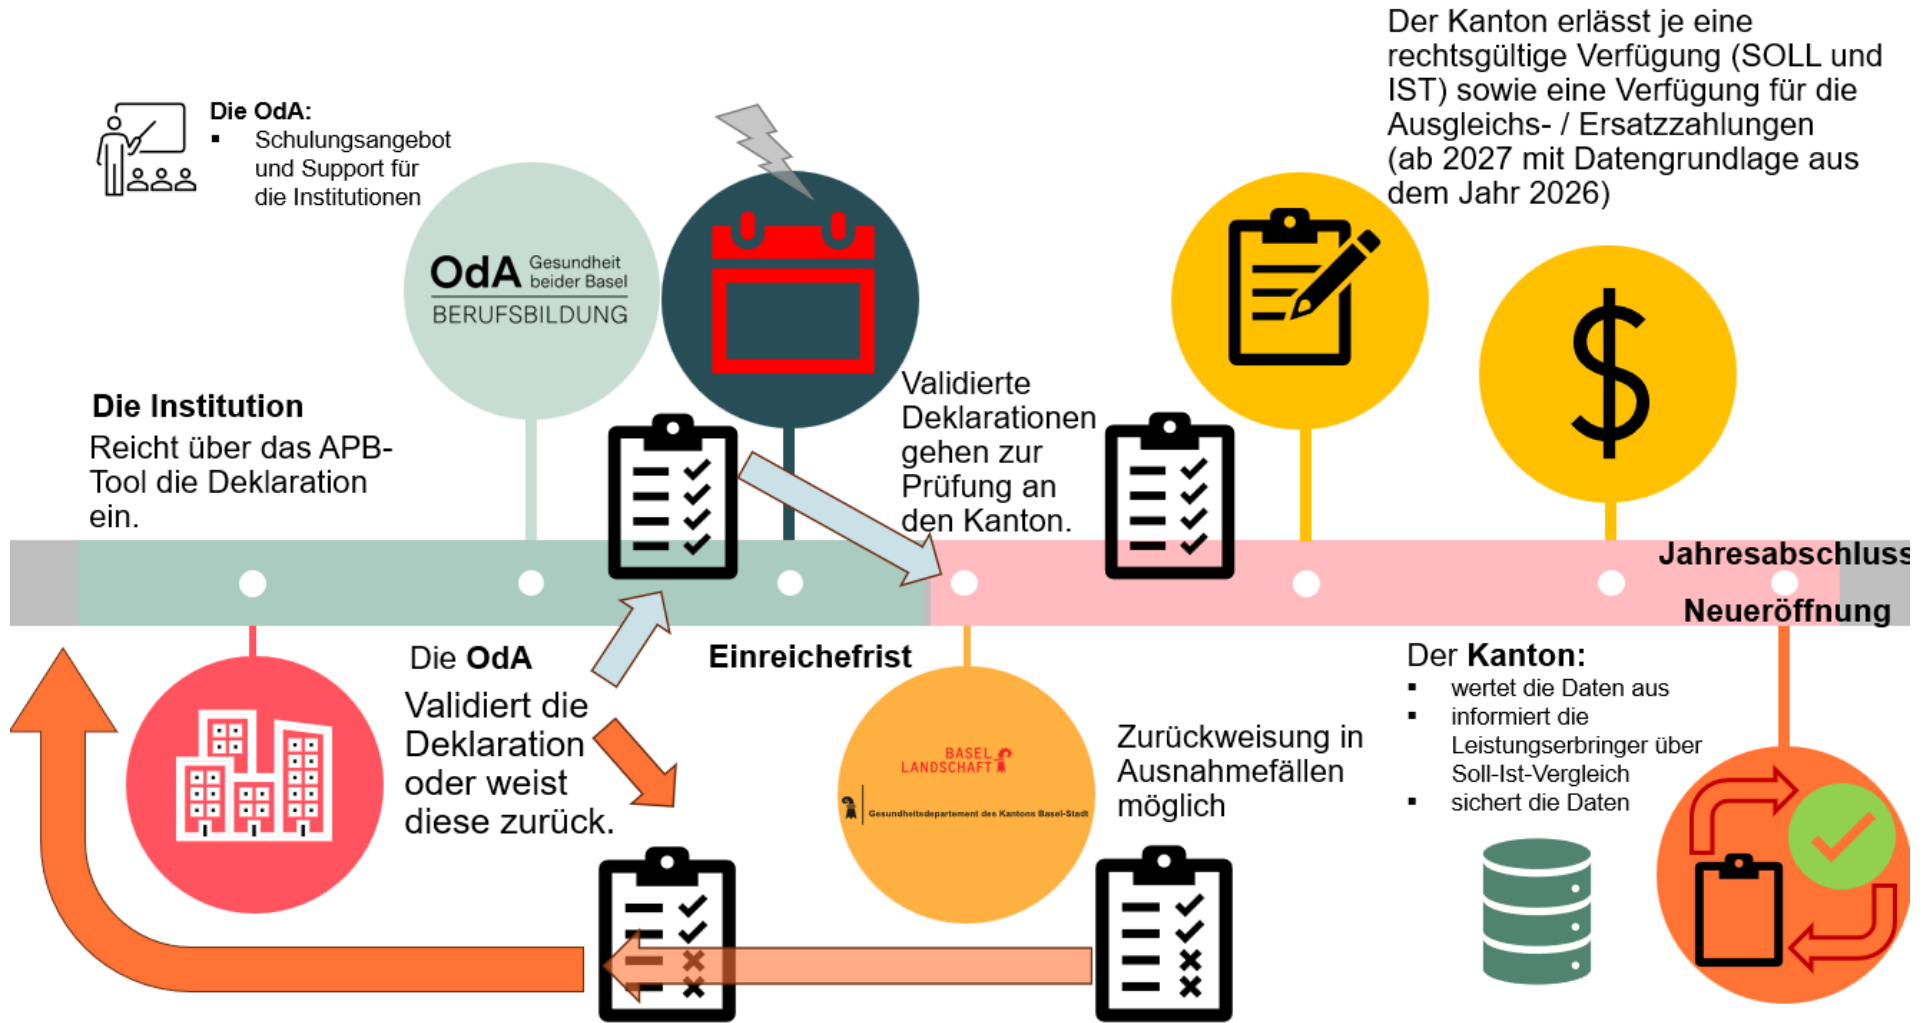 Der Kanton erlässt je eine
rechtsgültige Verfügung (SOLL und
IST) sowie eine Verfügung für die
Ausgleichs- / Ersatzzahlungen
(ab 2027 mit Datengrundlage aus
dem Jahr 2026)
Die OdA:
▪ Schulungsangebot
und Support für
die Institutionen
OdA Gesundheit
beider Basel
BERUFSBILDUNG
Die Institution
Reicht über das APB-
Tool die Deklaration
ein.
Validierte
Deklarationen
gehen zur
Prüfung an
den Kanton.
Jahresabschluss
Neueröffnung
Die OdA
Validiert die
Deklaration
oder weist
diese zurück.
Einreichefrist
BASEL
LANDSCHAFT
Gesundheitsdepartement des Kantons Basel-Stadt
Zurückweisung in
Ausnahmefällen
möglich
Der Kanton:
▪ wertet die Daten aus
▪ informiert die
Leistungserbringer über
Soll-Ist-Vergleich
▪ sichert die Daten